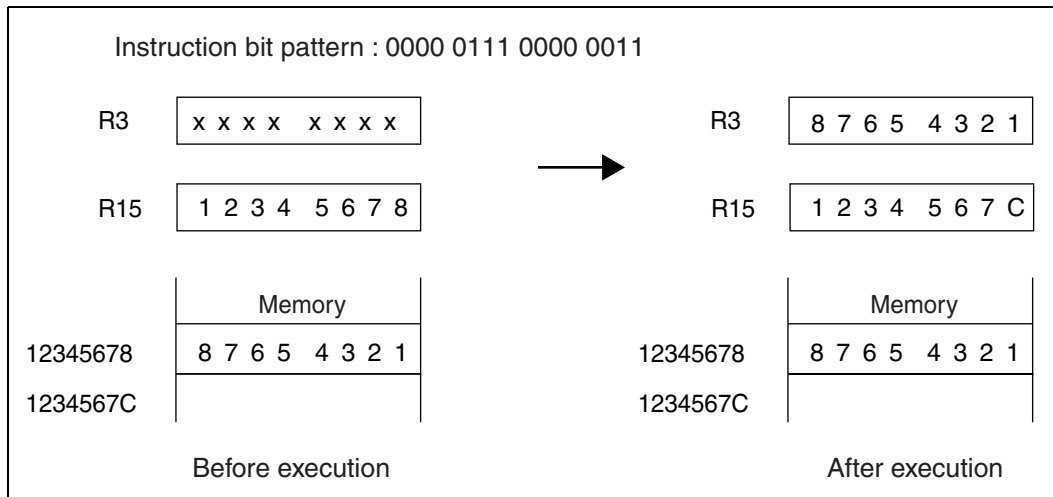 Instruction bit pattern : 0000 0111 0000 0011
R3 x x x x x x x x R3 8 7 6 5 4 3 2 1
R15 1 2 3 4 5 6 7 8 R15 1 2 3 4 5 6 7 C
Memory Memory
12345678 8 7 6 5 4 3 2 1 12345678 8 7 6 5 4 3 2 1
1234567C 1234567C
Before execution After execution